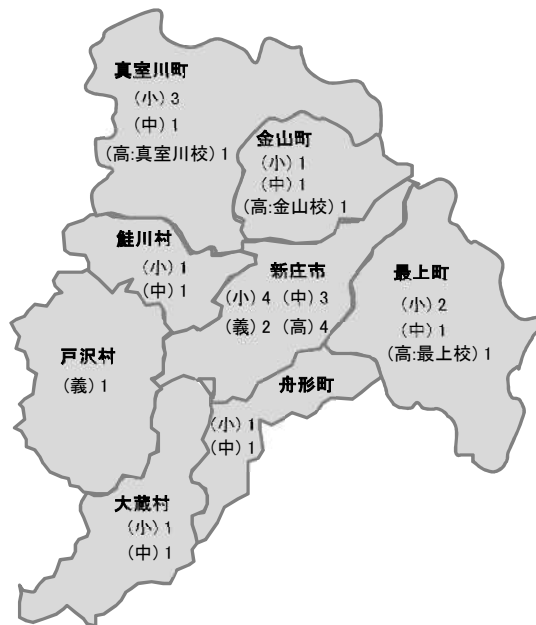 真室川町
(小) 3
(中) 1
(高:真室川校) 1
金山町
(小) 1
(中) 1
(高:金山校) 1
鮭川村
(小) 1
(中) 1
新庄市
(小) 4 (中) 3
(義) 2 (高) 4
最上町
(小) 2
(中) 1
(高:最上校) 1
戸沢村
(義) 1
舟形町
(小) 1
(中) 1
大蔵村
(小) 1
(中) 1